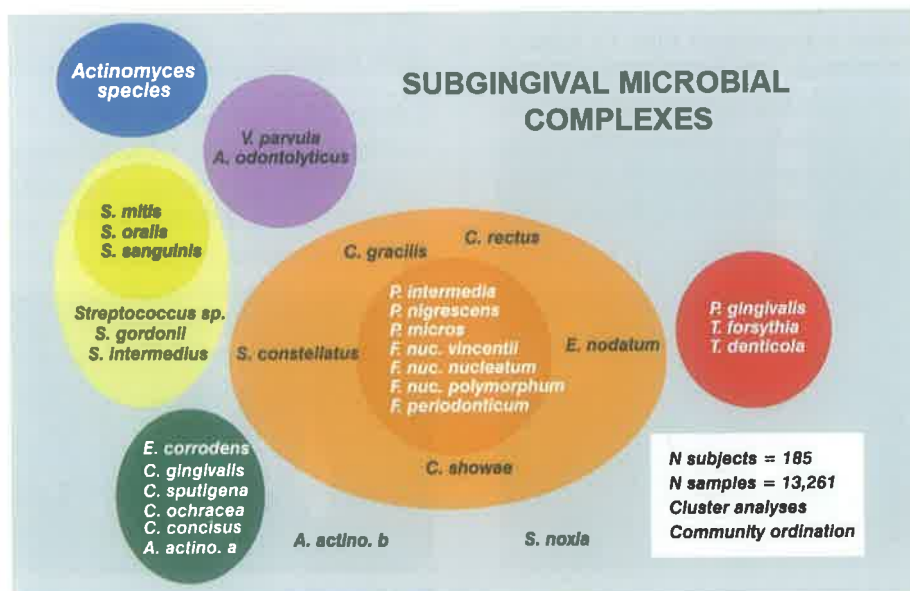 SUBGINGIVAL MICROBIAL
COMPLEXES
Actinomyces
species
V. parvula
A. odontolyticus
S. mitis
S. oralis
S. sanguinis
Streptococcus sp.
S. gordonii
S. intermedius
C. gracilis
C. rectus
P. intermedia
P. nigrescens
P. micros
F. nuc. vincentii
F. nuc. nucleatum
F. nuc. polymorphum
F. periodonticum
S. constellatus
E. nodatum
C. showae
P. gingivalis
T. forsythia
T. denticola
E. corrodens
C. gingivalis
C. sputigena
C. ochracea
C. concisus
A. actino. a
A. actino. b
S. noxia
N subjects = 185
N samples = 13,261
Cluster analyses
Community ordination